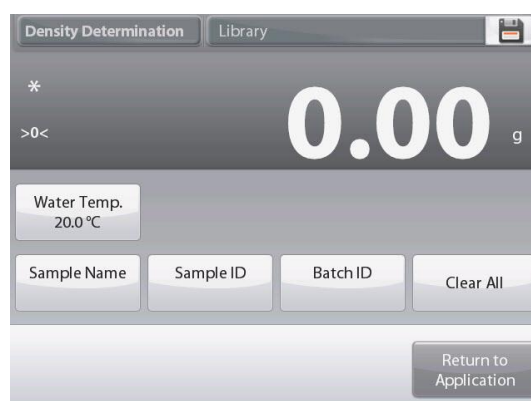 Density Determination Library
*
>0<
0.00 g
Water Temp.
20.0 °C
Sample Name Sample ID Batch ID Clear All
Return to
Application